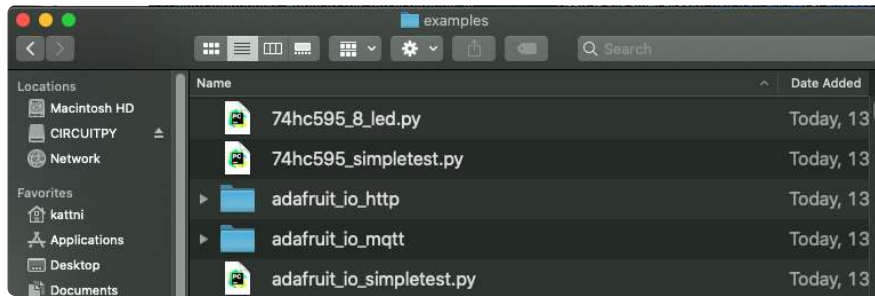 examples
Search
Locations
Macintosh HD
CIRCUITPY
Network
Favorites
kattni
Applications
Desktop
Documents
Name
Date Added
74hc595_8_led.py
Today, 13
74hc595_simpletest.py
Today, 13
adafruit_io_http
Today, 13
adafruit_io_mqtt
Today, 13
adafruit_io_simpletest.py
Today, 13